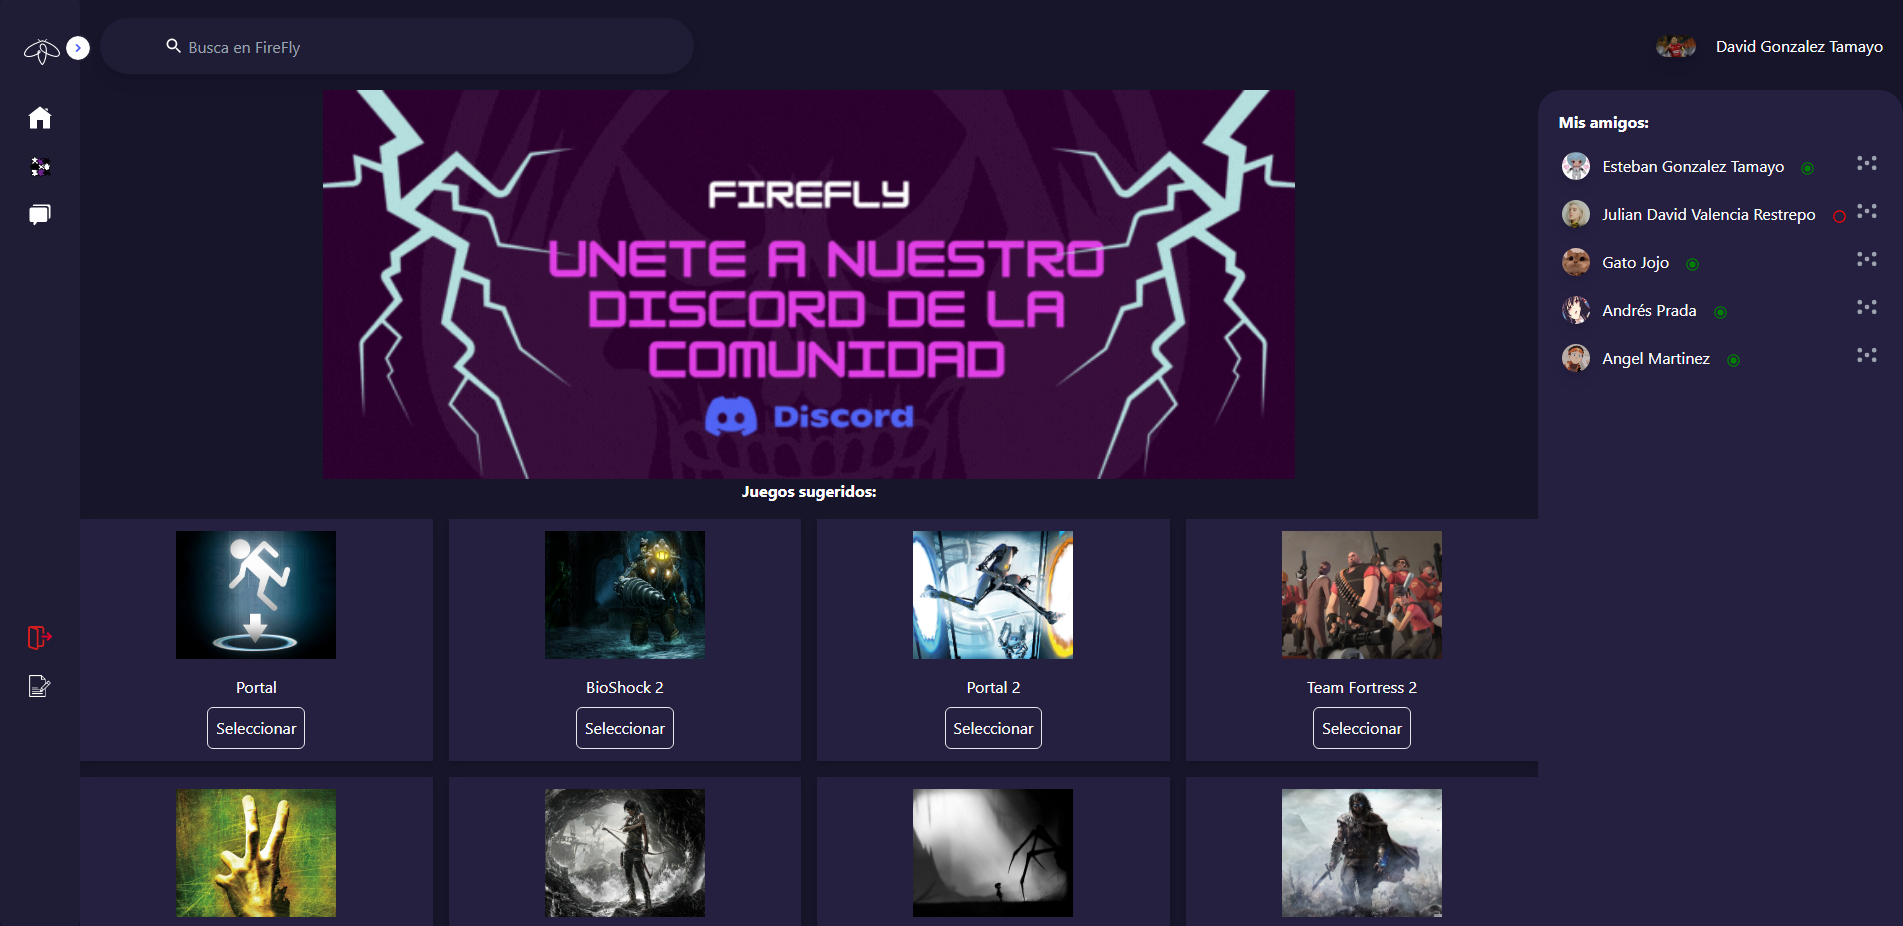 Busca en FireFly
David Gonzalez Tamayo
FIREFLY
UNETE A NUESTRO
DISCORD DE LA
COMUNIDAD
Discord
Mis amigos:
Esteban Gonzalez Tamayo
Julian David Valencia Restrepo
Gato Jojo
Andrés Prada
Angel Martinez
Juegos sugeridos:
Portal
Seleccionar
BioShock 2
Seleccionar
Portal 2
Seleccionar
Team Fortress 2
Seleccionar